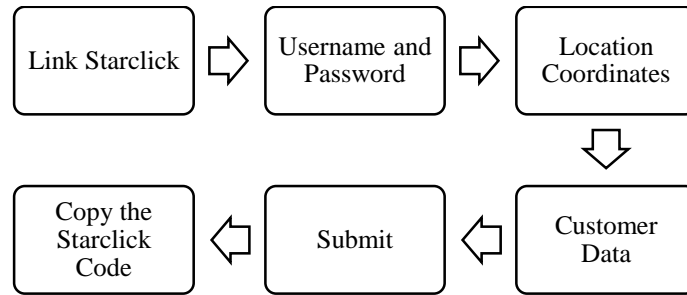 Link Starclick
Username and
Password
Location
Coordinates
Customer
Data
Submit
Copy the
Starclick
Code